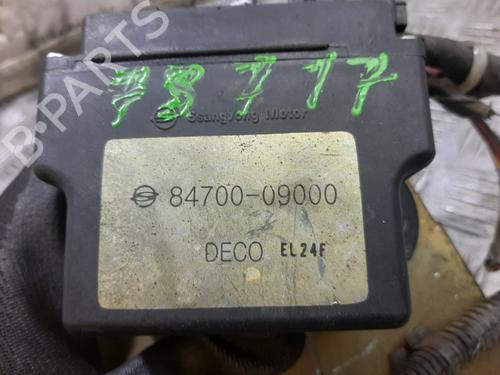 B-PARTS
78717
Ssangyong Motor
84700-09000
DECO EL24F